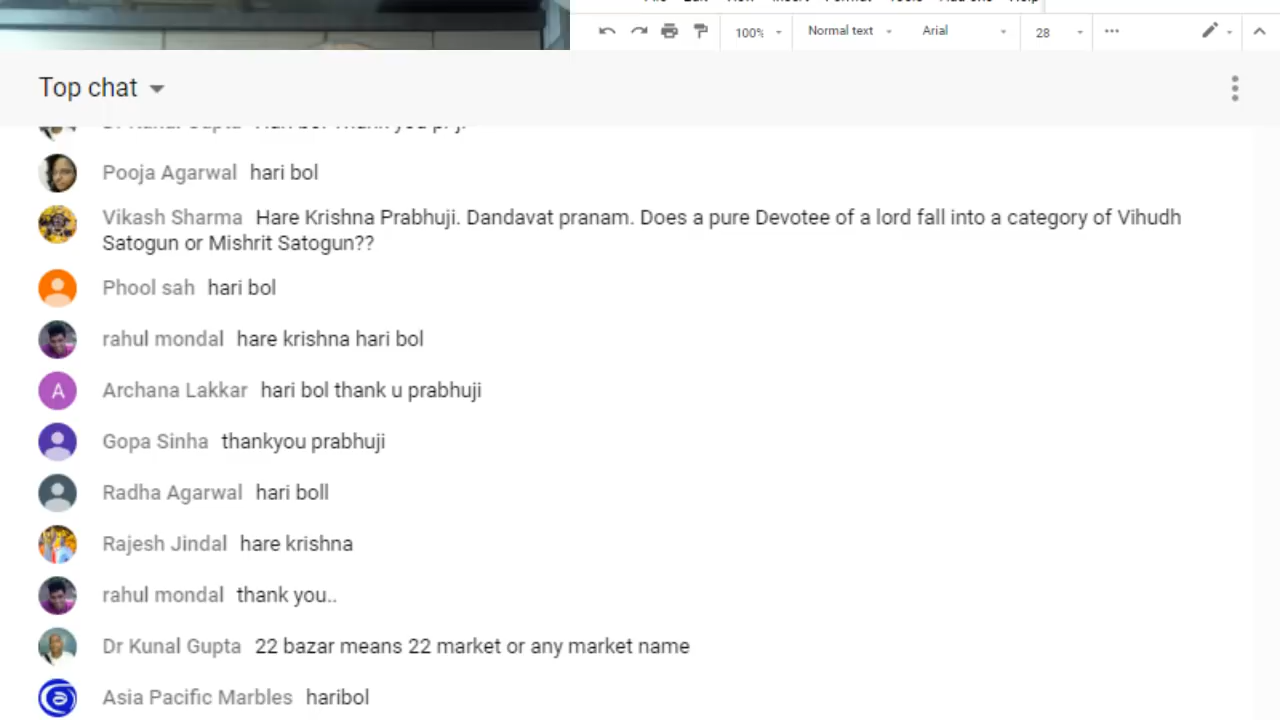 100% Normal text Arial 28
Top chat
Pooja Agarwal hari bol
Vikash Sharma Hare Krishna Prabhuji. Dandavat pranam. Does a pure Devotee of a lord fall into a category of Vihudh
Satogun or Mishrit Satogun??
Phool sah hari bol
rahul mondal hare krishna hari bol
A Archana Lakkar hari bol thank u prabhuji
Gopa Sinha thankyou prabhuji
Radha Agarwal hari boll
Rajesh Jindal hare krishna
rahul mondal thank you..
Dr Kunal Gupta 22 bazar means 22 market or any market name
Asia Pacific Marbles haribol